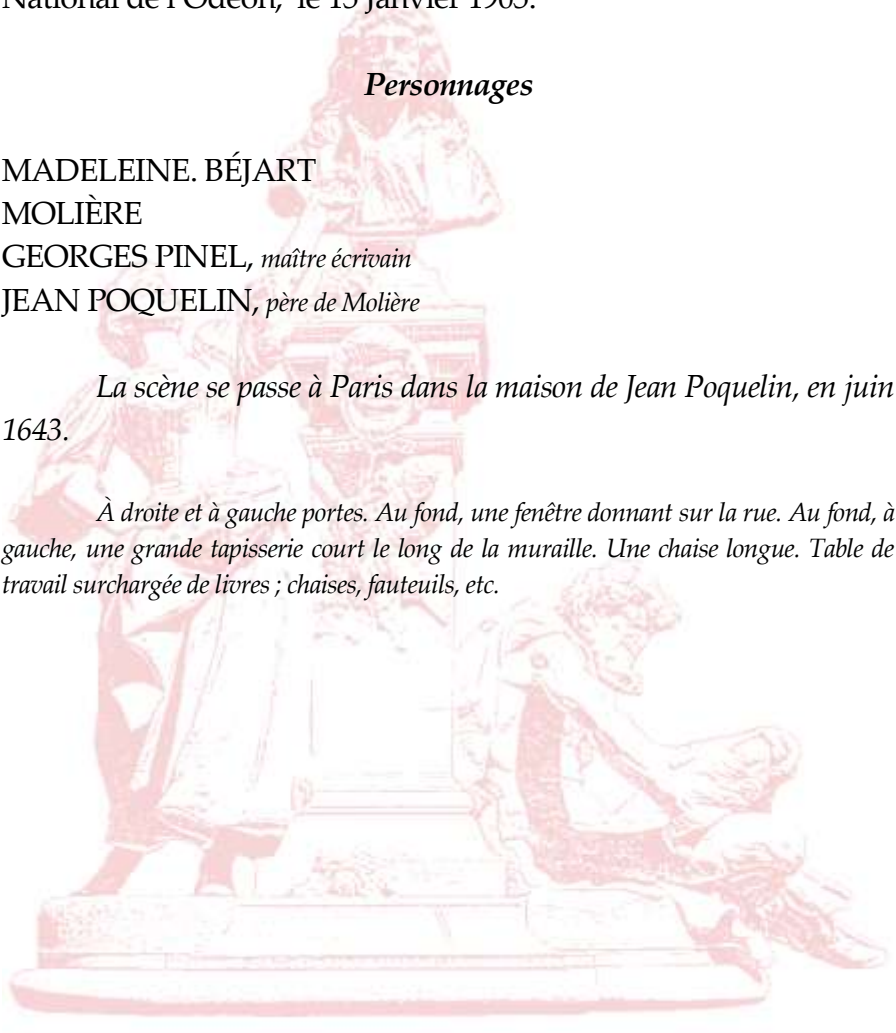 National de l'Odéon, le 15 janvier 1905.
Personnages
MADELEINE. BÉJART
MOLIÈRE
GEORGES PINEL, maître écrivain
JEAN POQUELIN, père de Molière
La scène se passe à Paris dans la maison de Jean Poquelin, en juin
1643.
À droite et à gauche portes. Au fond, une fenêtre donnant sur la rue. Au fond, à
gauche, une grande tapisserie court le long de la muraille. Une chaise longue. Table de
travail surchargée de livres ; chaises, fauteuils, etc.